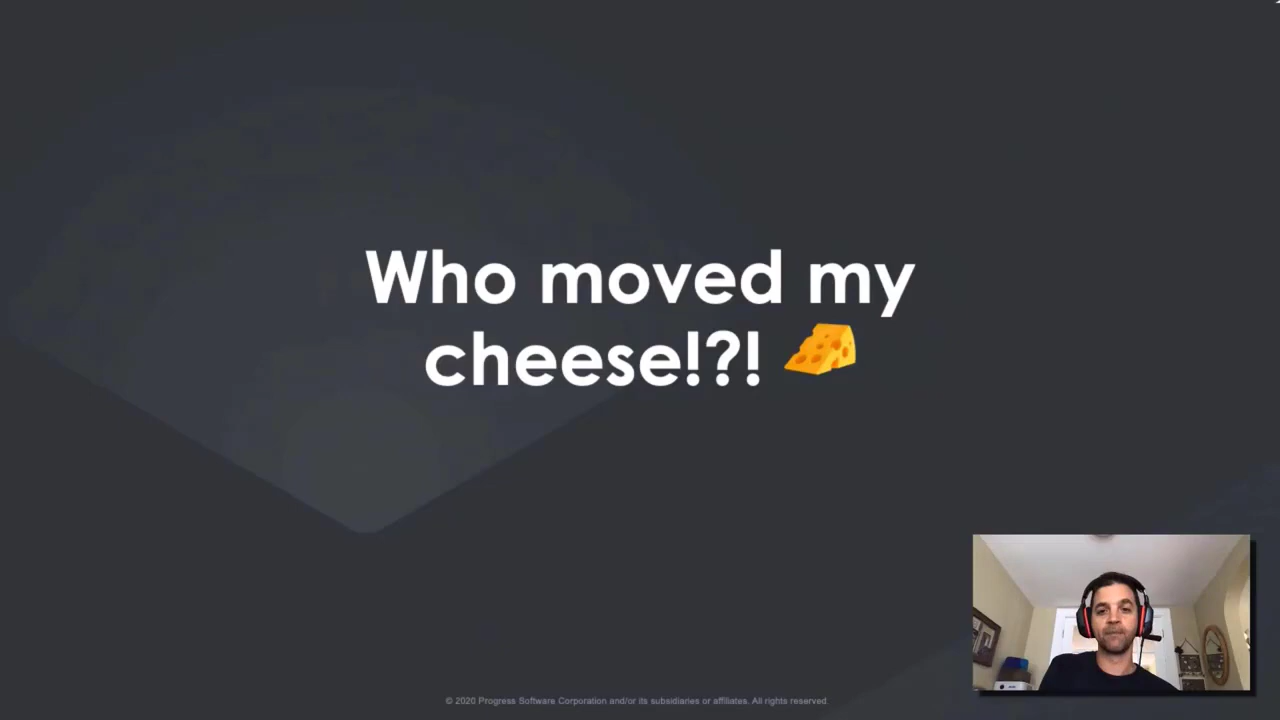 Who moved my
cheese!?! 🧀
© 2020 Progress Software Corporation and/or its subsidiaries or affiliates. All rights reserved.